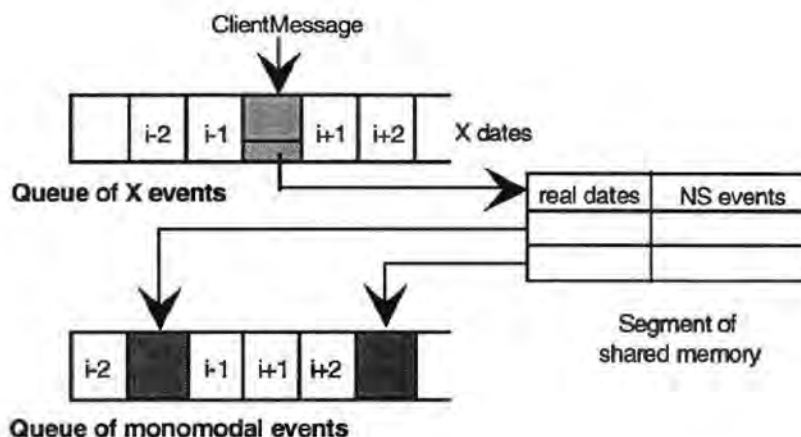 ClientMessage
i-2 i-1 i+1 i+2 X dates
Queue of X events
real dates NS events
Segment of
shared memory
i-2 i-1 i+1 i+2
Queue of monomodal events